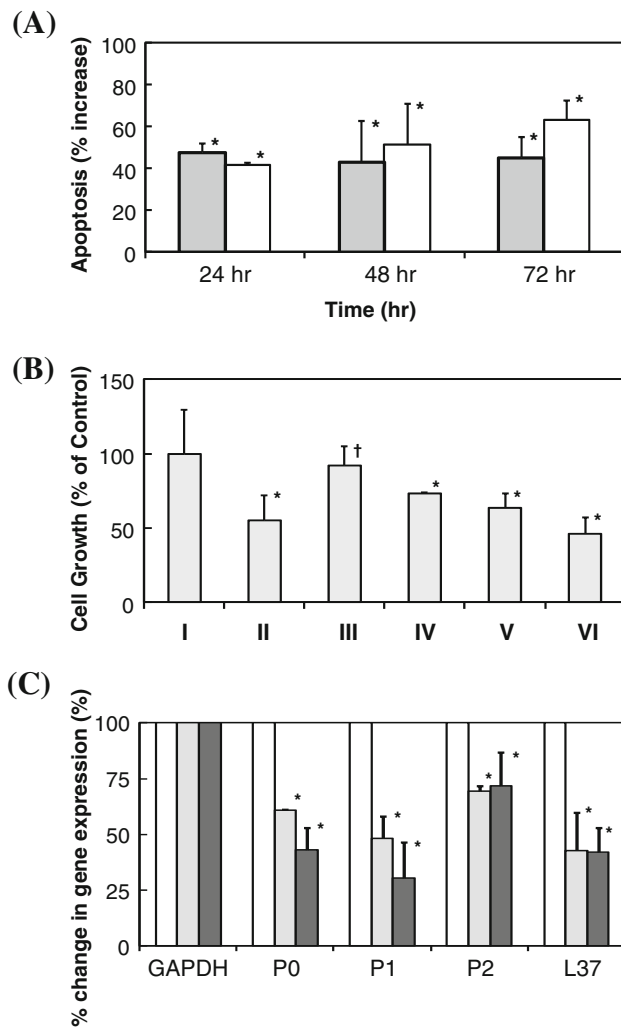 (A)
Apoptosis (% increase)
100
80
60
40
20
0
* * * * * *
24 hr 48 hr 72 hr
Time (hr)
(B)
Cell Growth (% of Control)
150
100
50
0
* † * * *
I II III IV V VI
(C)
% change in gene expression (%)
100
75
50
25
0
* * * * * * * *
GAPDH P0 P1 P2 L37